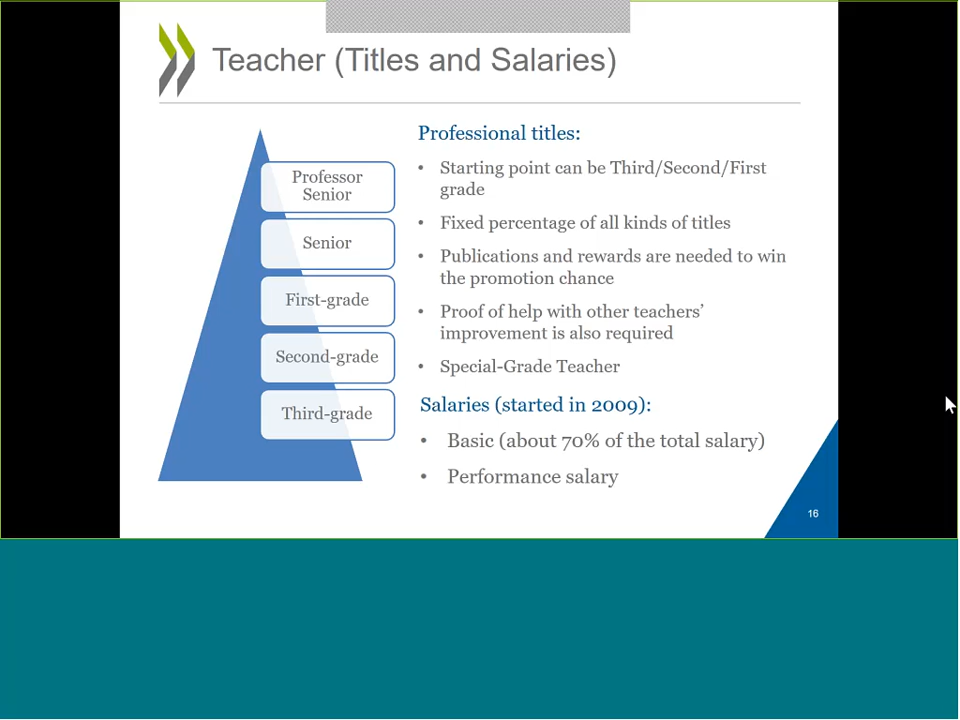 Teacher (Titles and Salaries)
Professor
Senior
Senior
First-grade
Second-grade
Third-grade
Professional titles:
• Starting point can be Third/Second/First
grade
• Fixed percentage of all kinds of titles
• Publications and rewards are needed to win
the promotion chance
• Proof of help with other teachers’
improvement is also required
• Special-Grade Teacher
Salaries (started in 2009):
• Basic (about 70% of the total salary)
• Performance salary
16